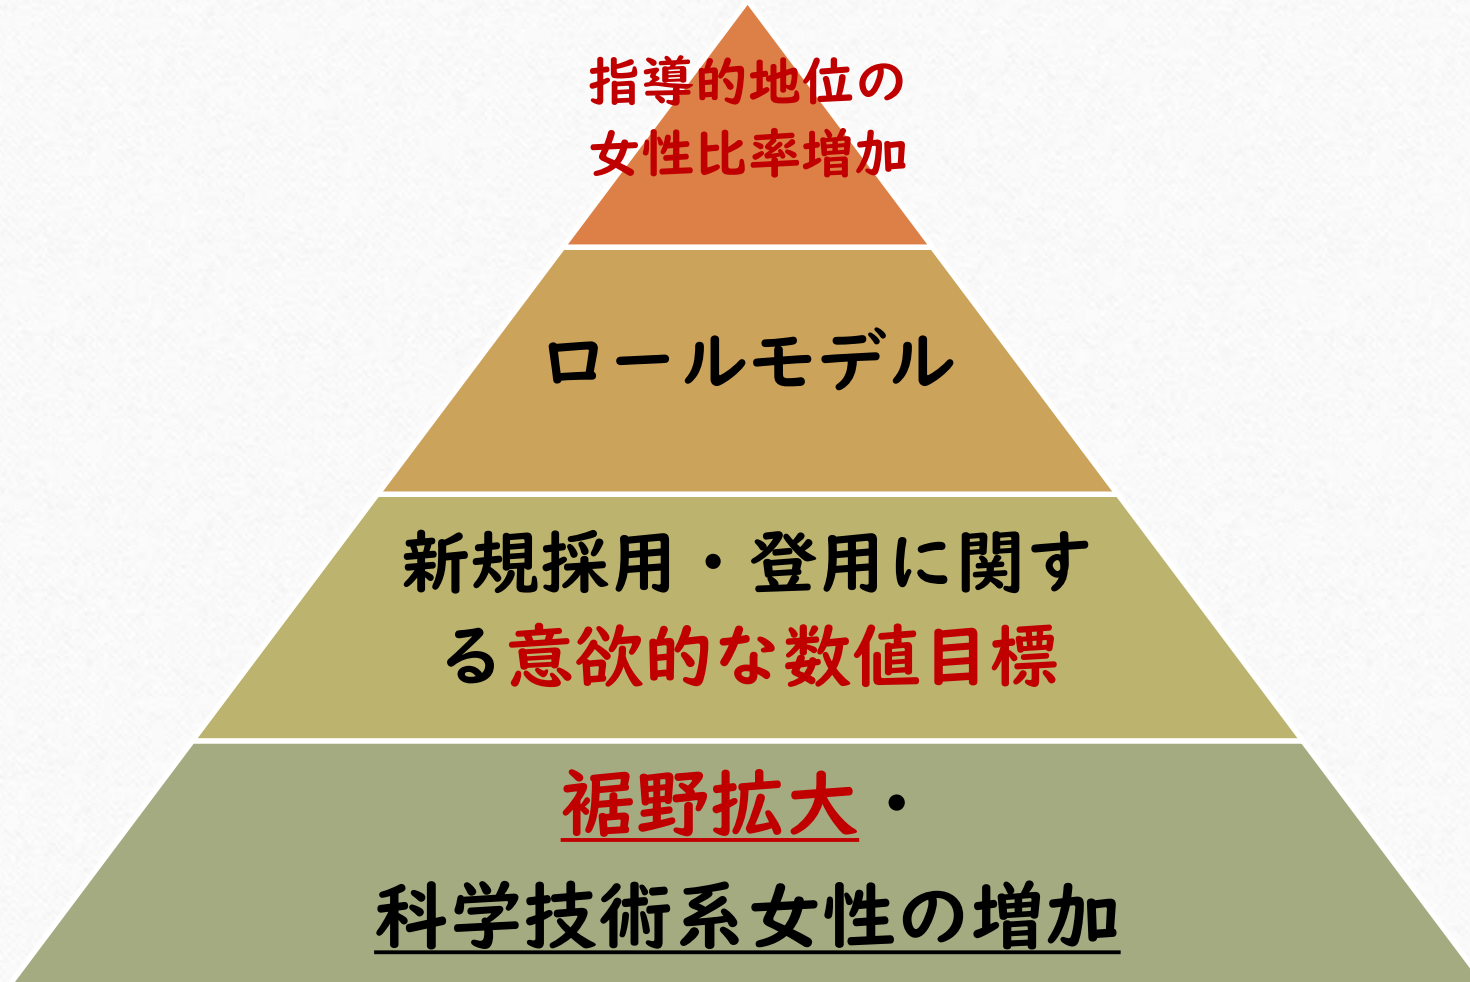 指導的地位の
女性比率増加
ロールモデル
新規採用・登用に関す
る意欲的な数値目標
裾野拡大・
科学技術系女性の増加